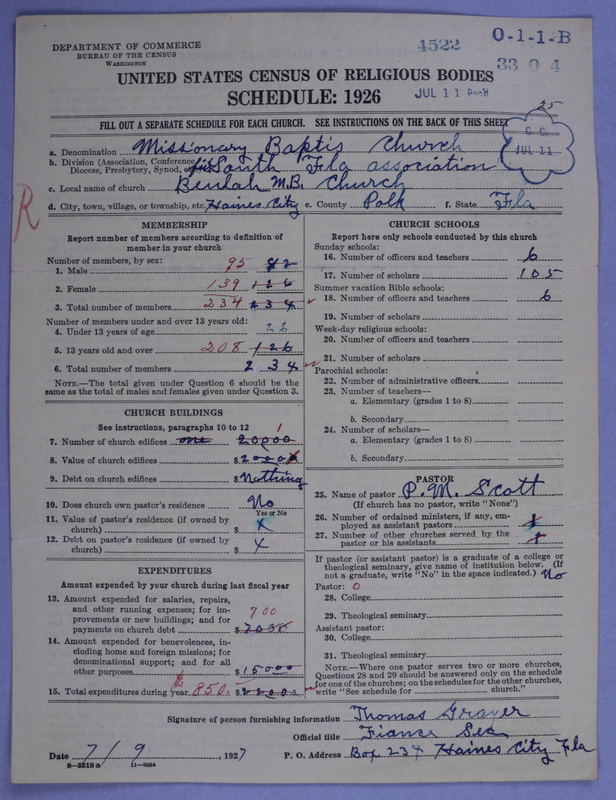 DEPARTMENT OF COMMERCE
BUREAU OF THE CENSUS
WASHINGTON
4522
O-1-1-B
3304
UNITED STATES CENSUS OF RELIGIOUS BODIES
SCHEDULE: 1926
JUL 11 Rec'd
25
FILL OUT A SEPARATE SCHEDULE FOR EACH CHURCH. SEE INSTRUCTIONS ON THE BACK OF THIS SHEET
C. C.
JUL 11
a. Denomination Missionary Baptis Church
b. Division (Association, Conference, Diocese, Presbytery, Synod, South Fla association
c. Local name of church Beulah M.B. Church
d. City, town, village, or township, etc. Haines City e. County Polk f. State Fla
R
MEMBERSHIP
Report number of members according to definition of member in your church
Number of members, by sex:
1. Male 95
2. Female 139 126
3. Total number of members 234 234
Number of members under and over 13 years old:
4. Under 13 years of age 26
5. 13 years old and over 208 126
6. Total number of members 234
NOTE.—The total given under Question 6 should be the same as the total of males and females given under Question 3.
CHURCH BUILDINGS
See instructions, paragraphs 10 to 12
7. Number of church edifices one 1
8. Value of church edifices $
9. Debt on church edifices $ Nothing
10. Does church own pastor's residence No
Yes or No
11. Value of pastor's residence (if owned by church) $ X
12. Debt on pastor's residence (if owned by church) $ X
EXPENDITURES
Amount expended by your church during last fiscal year
13. Amount expended for salaries, repairs, and other running expenses; for improvements or new buildings; and for payments on church debt $ 700
14. Amount expended for benevolences, including home and foreign missions; for denominational support; and for all other purposes $ 15000
15. Total expenditures during year $ 850. $
CHURCH SCHOOLS
Report here only schools conducted by this church
Sunday schools:
16. Number of officers and teachers 6
17. Number of scholars 105
Summer vacation Bible schools:
18. Number of officers and teachers 6
19. Number of scholars
Week-day religious schools:
20. Number of officers and teachers
21. Number of scholars
Parochial schools:
22. Number of administrative officers
23. Number of teachers—
a. Elementary (grades 1 to 8)
b. Secondary
24. Number of scholars—
a. Elementary (grades 1 to 8)
b. Secondary
PASTOR
25. Name of pastor P. M. Scott
(If church has no pastor, write "None")
26. Number of ordained ministers, if any, employed as assistant pastors
27. Number of other churches served by the pastor or his assistants
If pastor (or assistant pastor) is a graduate of a college or theological seminary, give name of institution below. (If not a graduate, write "No" in the space indicated.) No
Pastor: 0
28. College
29. Theological seminary
Assistant pastor:
30. College
31. Theological seminary
NOTE.—Where one pastor serves two or more churches, Questions 28 and 29 should be answered only on the schedule for one of the churches; on the schedules for the other churches, write "See schedule for church."
Signature of person furnishing information Thomas Graver
Official title Fiance Sec
Date 7/9, 1927 P. O. Address Box 234 Haines City Fla
8—5518 a 11—9084